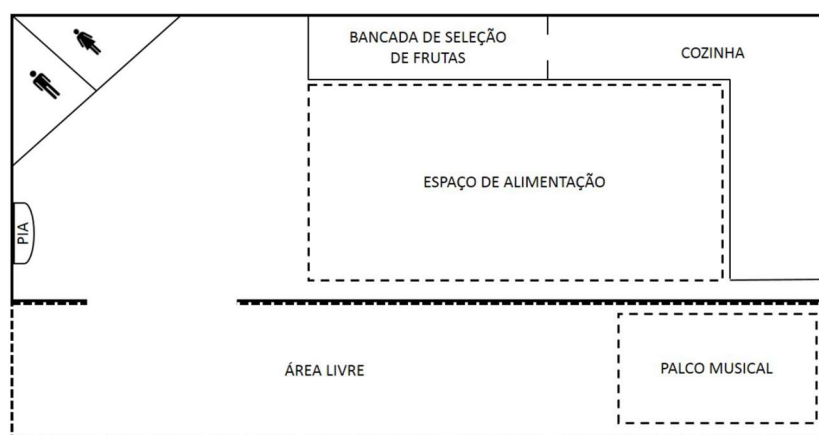 BANCADA DE SELEÇÃO
DE FRUTAS
COZINHA
ESPAÇO DE ALIMENTAÇÃO
PIA
ÁREA LIVRE
PALCO MUSICAL